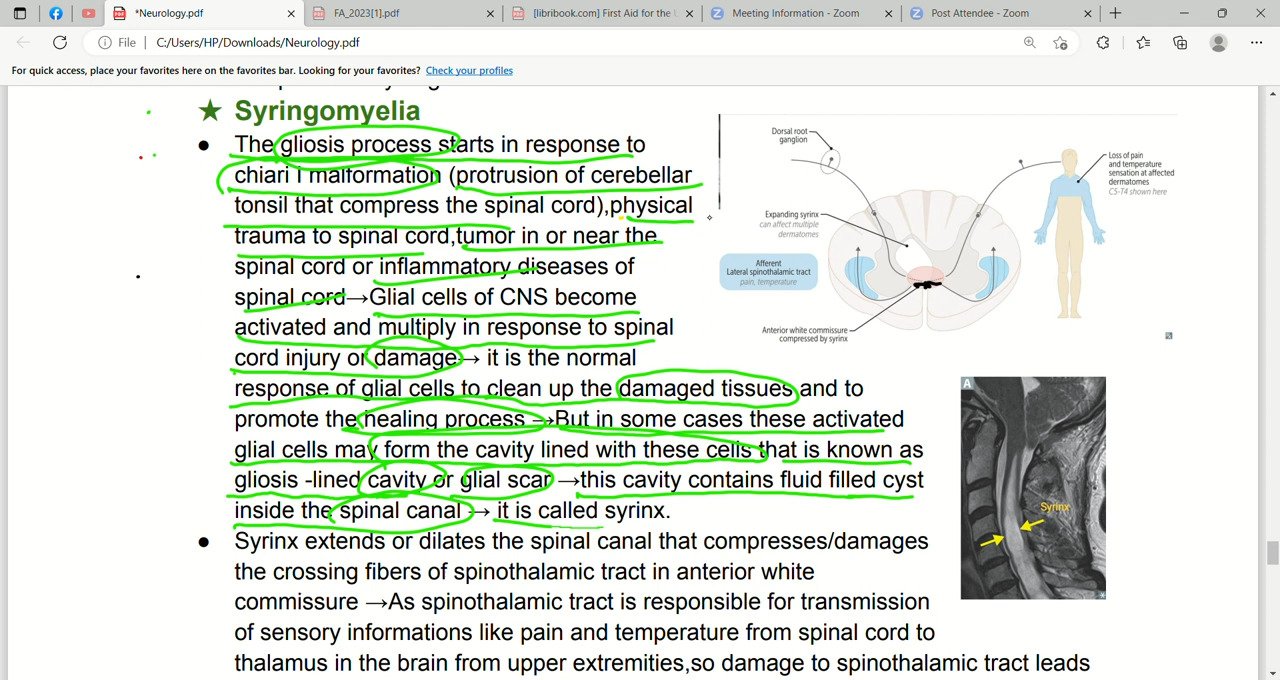 *Neurology.pdf
FA_2023[1].pdf
[libribook.com] First Aid for the U
Meeting Information - Zoom
Post Attendee - Zoom
File
C:/Users/HP/Downloads/Neurology.pdf
For quick access, place your favorites here on the favorites bar. Looking for your favorites? Check your profiles
★ Syringomyelia
● The gliosis process starts in response to
chiari I malformation (protrusion of cerebellar
tonsil that compress the spinal cord),physical
trauma to spinal cord,tumor in or near the
spinal cord or inflammatory diseases of
spinal cord→Glial cells of CNS become
activated and multiply in response to spinal
cord injury or damage→ it is the normal
response of glial cells to clean up the damaged tissues and to
promote the healing process →But in some cases these activated
glial cells may form the cavity lined with these cells that is known as
gliosis -lined cavity or glial scar →this cavity contains fluid filled cyst
inside the spinal canal → it is called syrinx.
● Syrinx extends or dilates the spinal canal that compresses/damages
the crossing fibers of spinothalamic tract in anterior white
commissure →As spinothalamic tract is responsible for transmission
of sensory informations like pain and temperature from spinal cord to
thalamus in the brain from upper extremities,so damage to spinothalamic tract leads
Dorsal root
ganglion
Expanding syrinx
can affect multiple
dermatomes
Afferent
Lateral spinothalamic tract
pain, temperature
Anterior white commissure
compressed by syrinx
Loss of pain
and temperature
sensation at affected
dermatomes
C5-T4 shown here
A
Syrinx